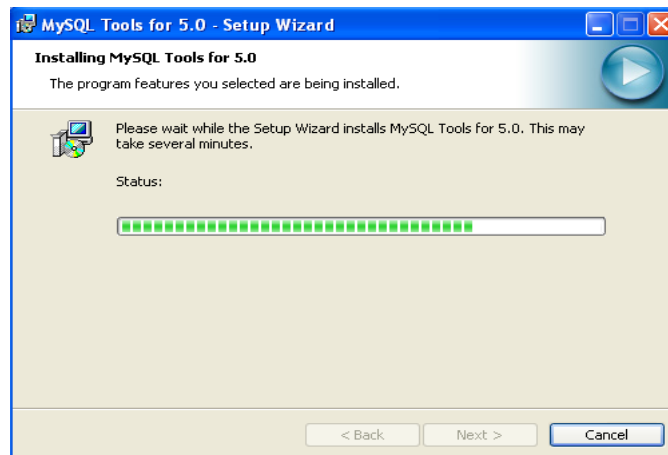 MySQL Tools for 5.0 - Setup Wizard
Installing MySQL Tools for 5.0
The program features you selected are being installed.
Please wait while the Setup Wizard installs MySQL Tools for 5.0. This may
take several minutes.
Status:
< Back
Next >
Cancel